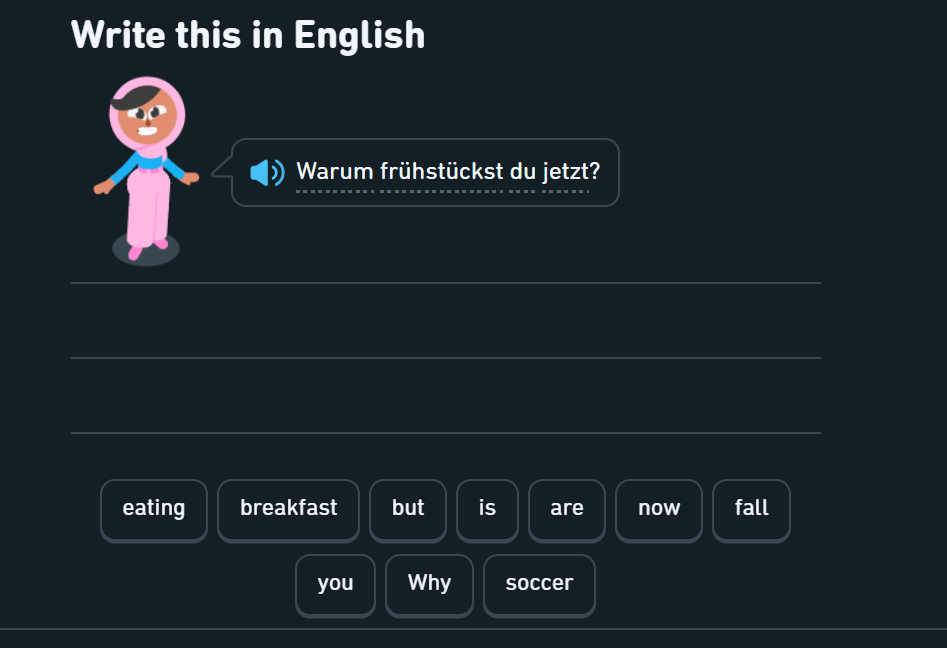 Write this in English
Warum frühstückst du jetzt?
eating breakfast but is are now fall
you Why soccer